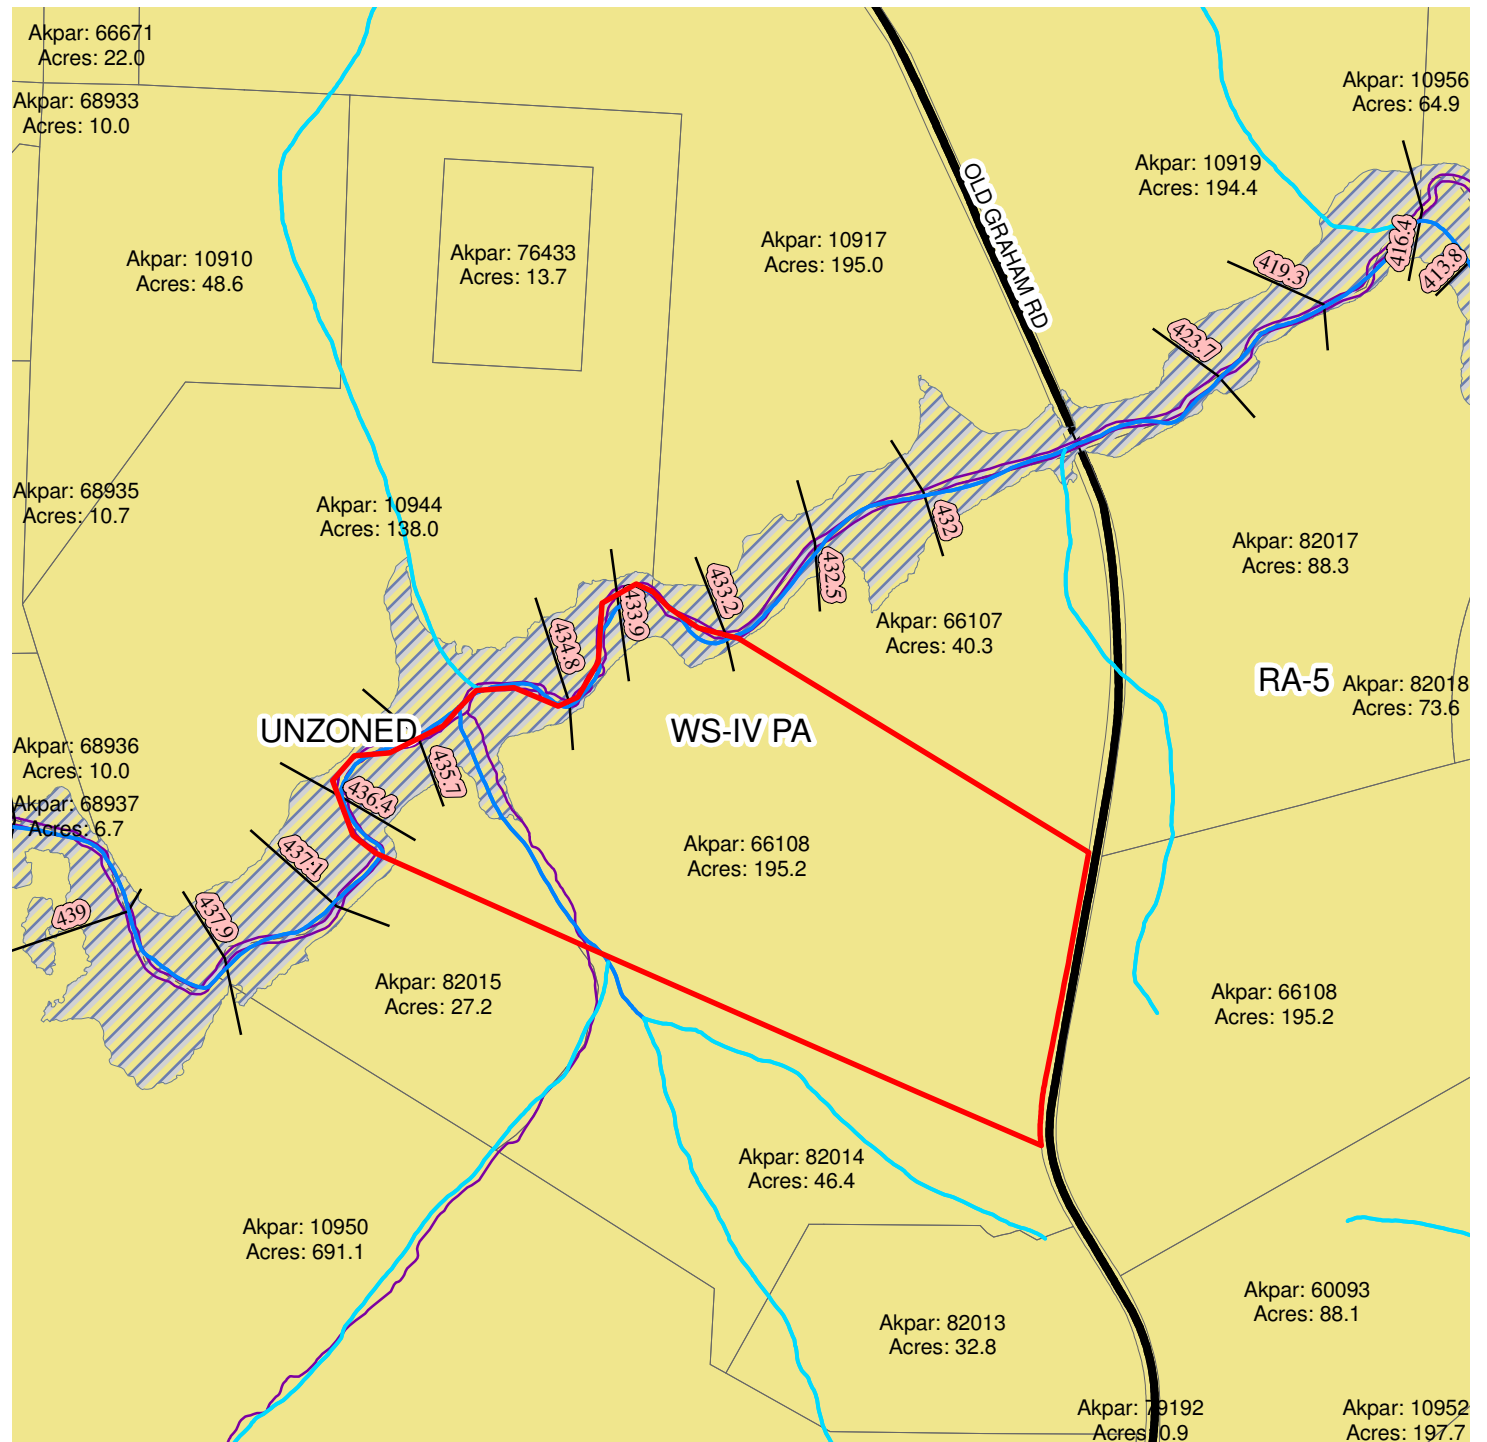 Akpar: 66671
Acres: 22.0
Akpar: 68933
Acres: 10.0
Akpar: 10956
Acres: 64.9
Akpar: 10919
Acres: 194.4
OLD GRAHAM RD
Akpar: 10917
Acres: 195.0
Akpar: 76433
Acres: 13.7
Akpar: 10910
Acres: 48.6
416.4
413.8
419.3
423.7
Akpar: 68935
Acres: 10.7
Akpar: 10944
Acres: 138.0
432
432.5
433.2
433.9
434.8
Akpar: 82017
Acres: 88.3
Akpar: 66107
Acres: 40.3
RA-5
Akpar: 82018
Acres: 73.6
UNZONED
WS-IV PA
435.7
436.4
Akpar: 68936
Acres: 10.0
Akpar: 68937
Acres: 6.7
437.1
437.9
439
Akpar: 66108
Acres: 195.2
Akpar: 82015
Acres: 27.2
Akpar: 66108
Acres: 195.2
Akpar: 82014
Acres: 46.4
Akpar: 10950
Acres: 691.1
Akpar: 60093
Acres: 88.1
Akpar: 82013
Acres: 32.8
Akpar: 79192
Acres: 0.9
Akpar: 10952
Acres: 197.7